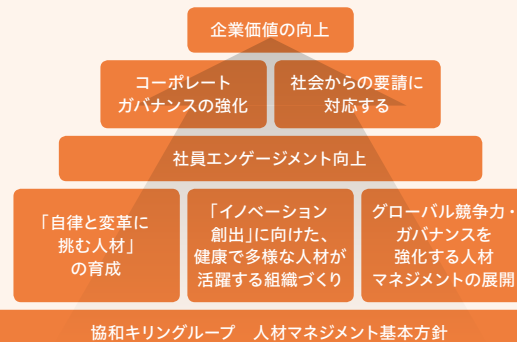 企業価値の向上
コーポレート
ガバナンスの強化
社会からの要請に
対応する
社員エンゲージメント向上
「自律と変革に
挑む人材」
の育成
「イノベーション
創出」に向けた、
健康で多様な人材が
活躍する組織づくり
グローバル競争力・
ガバナンスを
強化する人材
マネジメントの展開
協和キリングループ　人材マネジメント基本方針